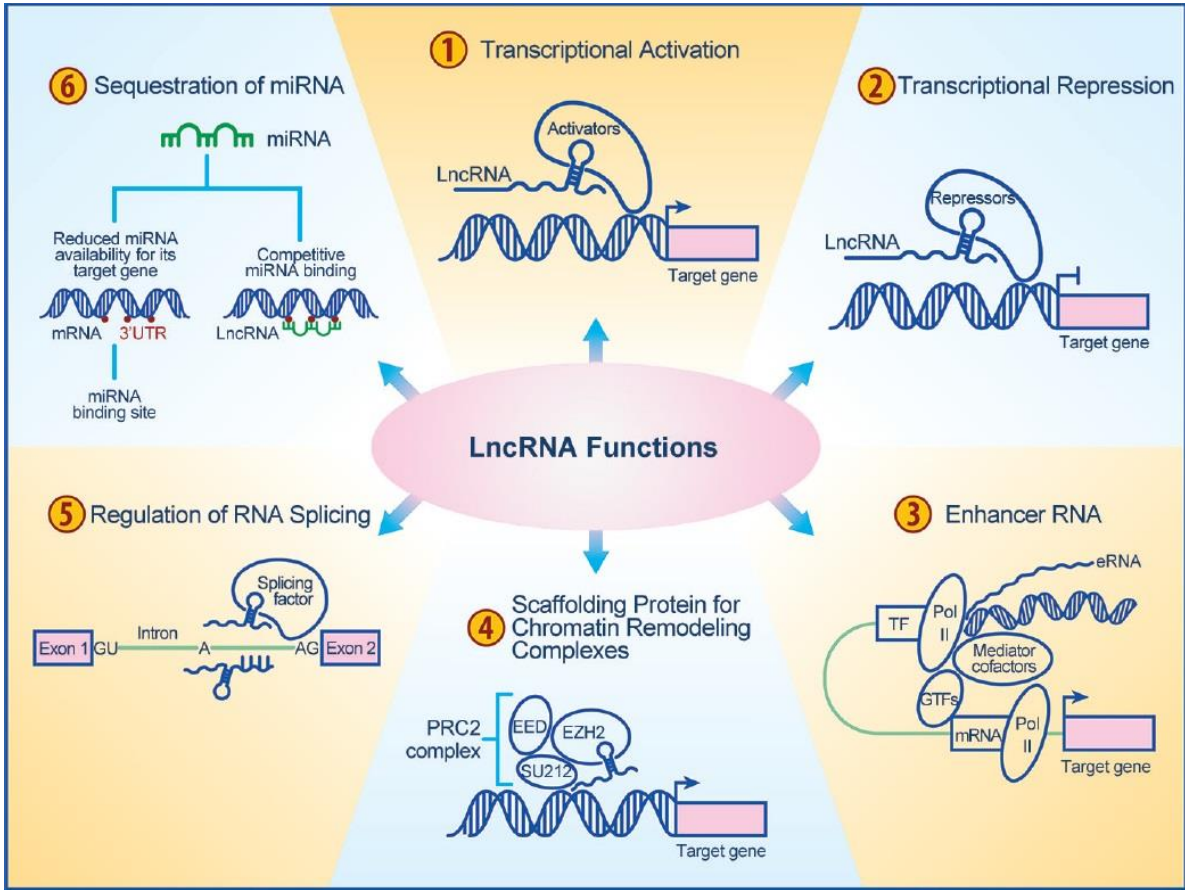 LncRNA Functions
1 Transcriptional Activation
Activators
LncRNA
Target gene
2 Transcriptional Repression
Repressors
LncRNA
Target gene
3 Enhancer RNA
eRNA
TF
Pol
II
Mediator
cofactors
GTFs
mRNA
Pol
II
Target gene
4 Scaffolding Protein for
Chromatin Remodeling
Complexes
PRC2
complex
EED
EZH2
SU212
Target gene
5 Regulation of RNA Splicing
Splicing
factor
Intron
Exon 1 GU A AG Exon 2
6 Sequestration of miRNA
miRNA
Reduced miRNA
availability for its
target gene
mRNA 3'UTR
miRNA
binding site
Competitive
miRNA binding
LncRNA